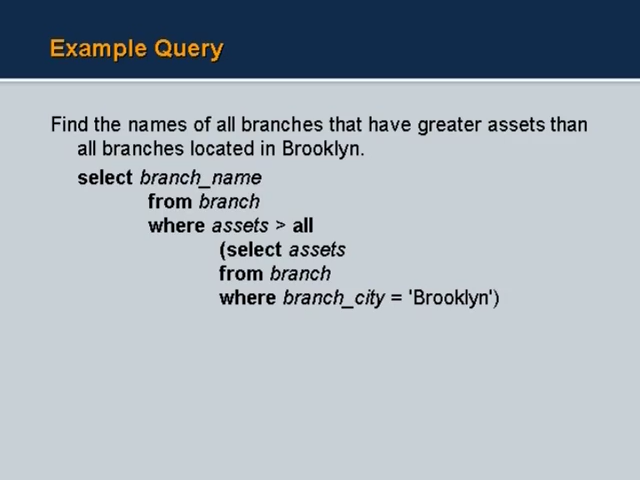 Example Query
Find the names of all branches that have greater assets than
all branches located in Brooklyn.
select branch_name
from branch
where assets > all
(select assets
from branch
where branch_city = 'Brooklyn')